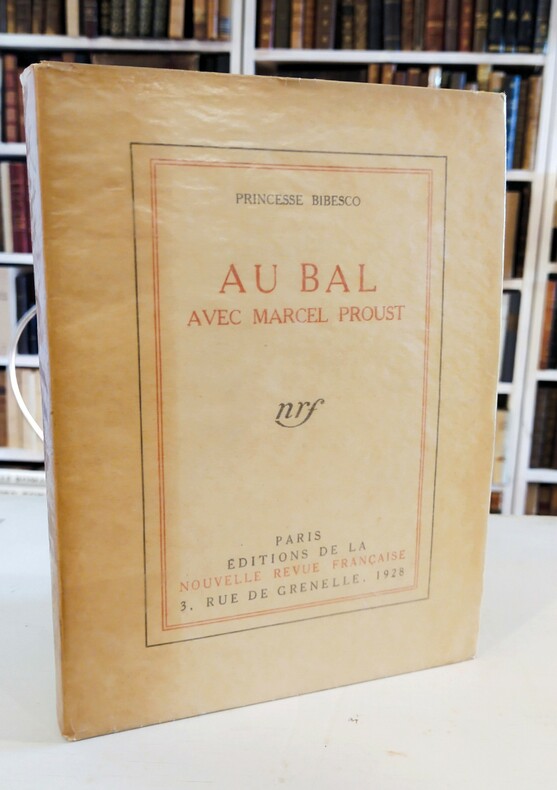 PRINCESSE BIBESCO
AU BAL
AVEC MARCEL PROUST
nrf
PARIS
ÉDITIONS DE LA
NOUVELLE REVUE FRANÇAISE
3, RUE DE GRENELLE. 1928